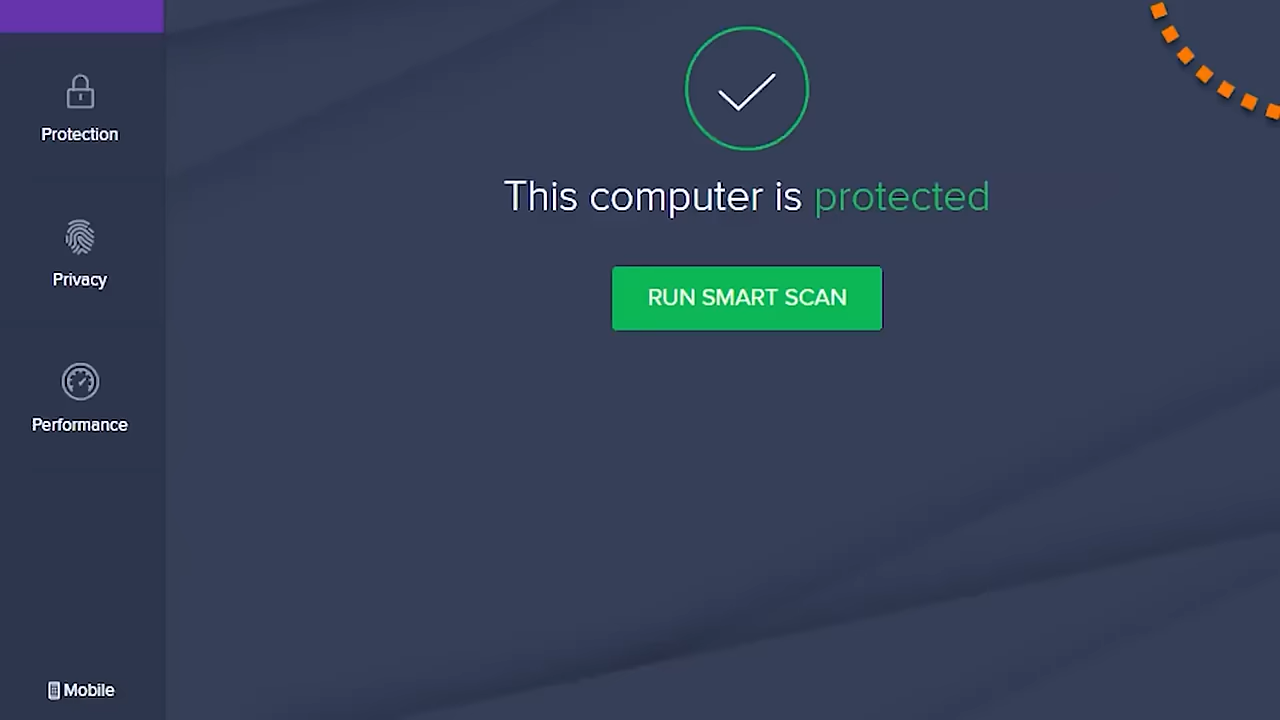 Protection
Privacy
Performance
Mobile
This computer is protected
RUN SMART SCAN